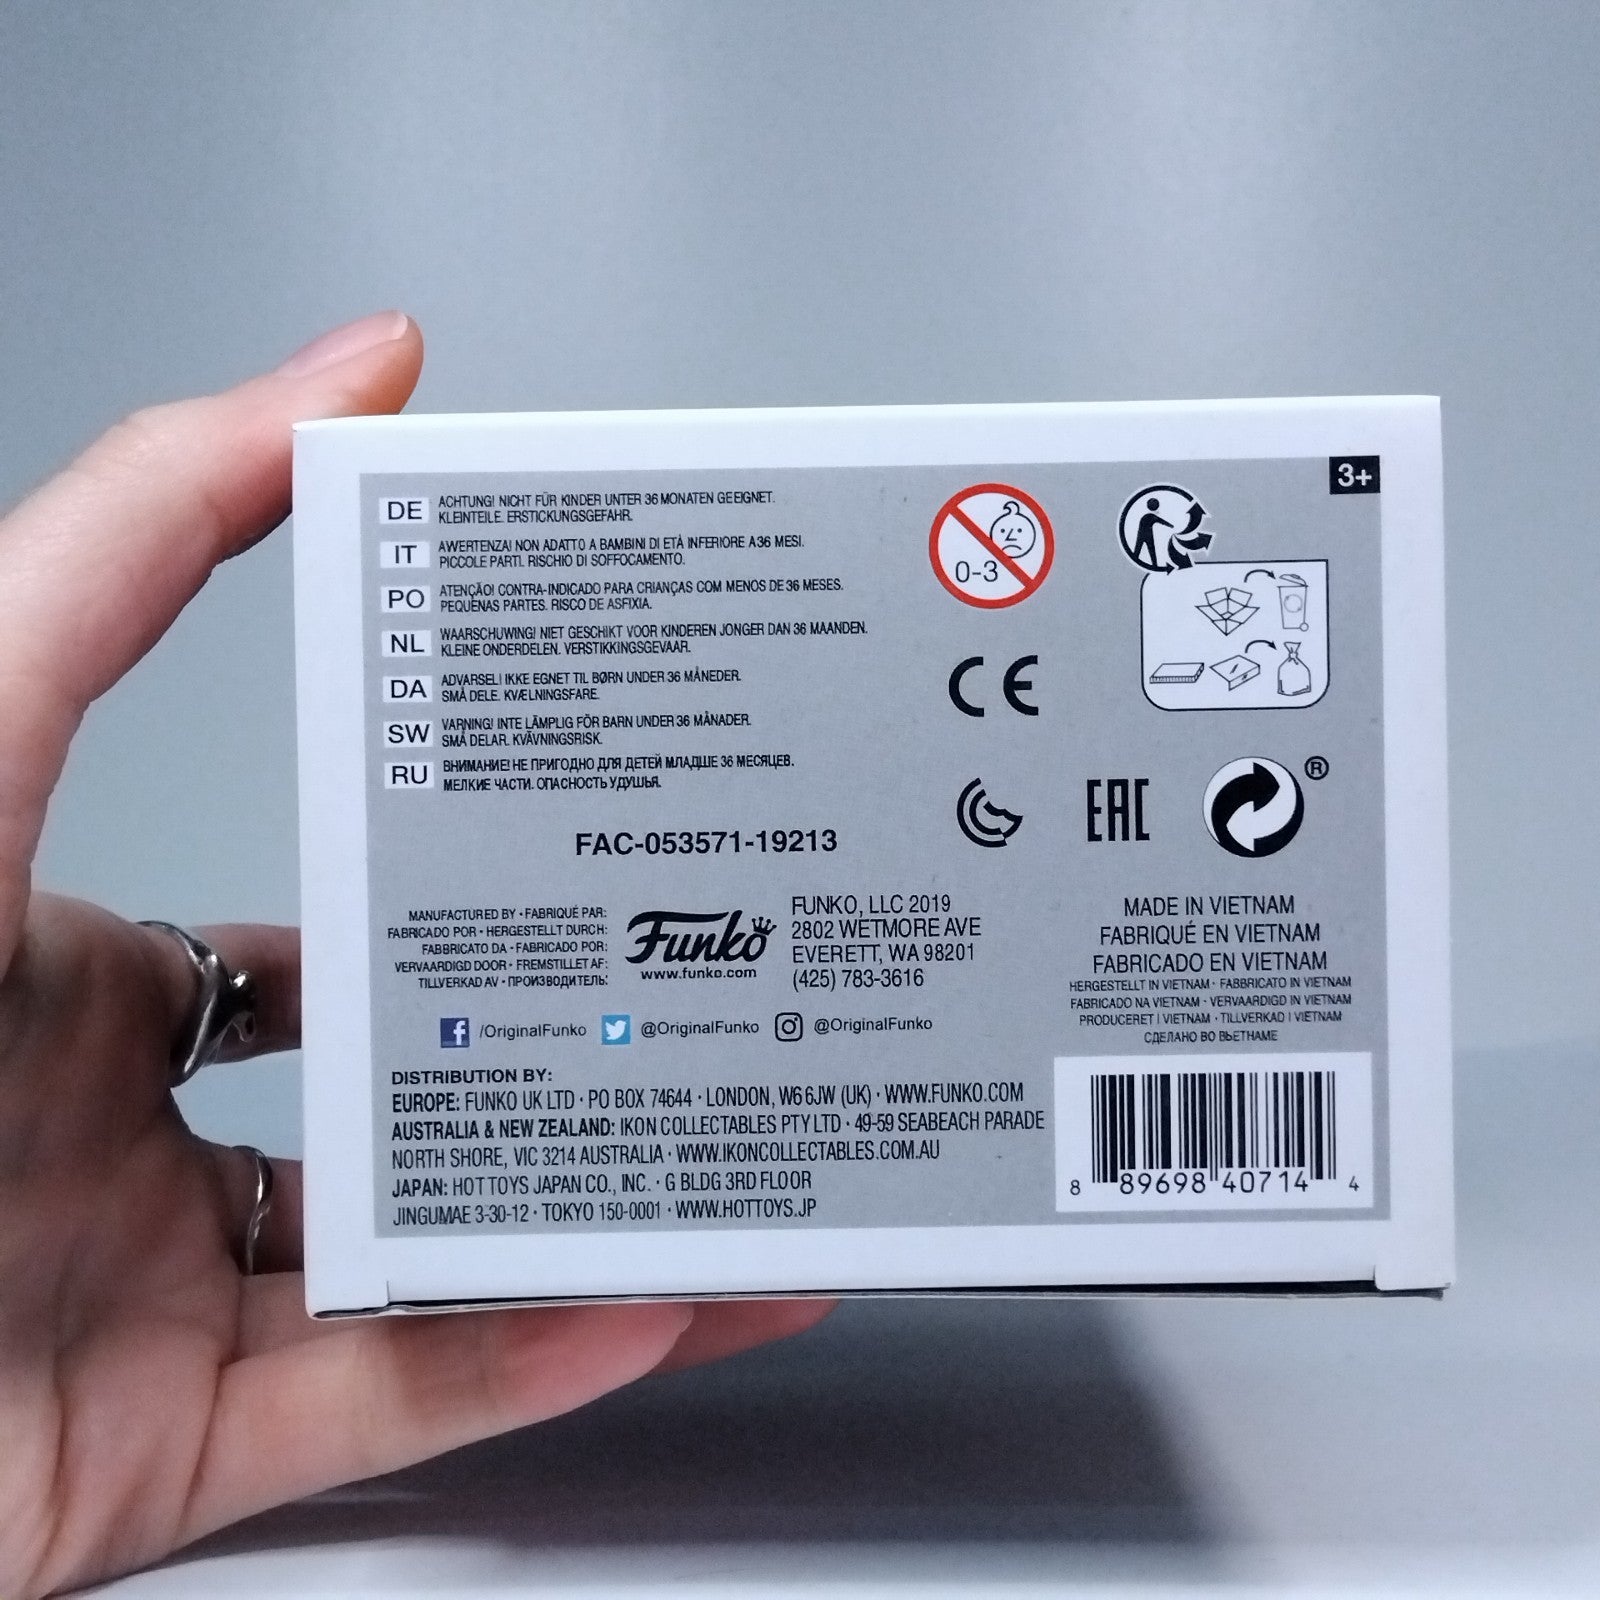 3+
DE ACHTUNG! NICHT FÜR KINDER UNTER 36 MONATEN GEEIGNET.
KLEINTEILE. ERSTICKUNGSGEFAHR.
IT AVVERTENZA! NON ADATTO A BAMBINI DI ETÀ INFERIORE A 36 MESI.
PICCOLE PARTI. RISCHIO DI SOFFOCAMENTO.
PO ATENÇÃO! CONTRA-INDICADO PARA CRIANÇAS COM MENOS DE 36 MESES.
PEQUENAS PARTES. RISCO DE ASFIXIA.
NL WAARSCHUWING! NIET GESCHIKT VOOR KINDEREN JONGER DAN 36 MAANDEN.
KLEINE ONDERDELEN. VERSTIKKINGSGEVAAR.
DA ADVARSEL! IKKE EGNET TIL BØRN UNDER 36 MÅNEDER.
SMÅ DELE. KVÆLNINGSFARE.
SW VARNING! INTE LÄMPLIG FÖR BARN UNDER 36 MÅNADER.
SMÅ DELAR. KVÄVNINGSRISK.
RU ВНИМАНИЕ! НЕ ПРИГОДНО ДЛЯ ДЕТЕЙ МЛАДШЕ 36 МЕСЯЦЕВ.
МЕЛКИЕ ЧАСТИ. ОПАСНОСТЬ УДУШЬЯ.
0-3
CE
EAC
®
FAC-053571-19213
MANUFACTURED BY • FABRIQUÉ PAR:
FABRICADO POR • HERGESTELLT DURCH:
FABBRICATO DA • FABRICADO POR:
VERVAARDIGD DOOR • FREMSTILLET AF:
TILLVERKAD AV • ПРОИЗВОДИТЕЛЬ:
Funko
www.funko.com
FUNKO, LLC 2019
2802 WETMORE AVE
EVERETT, WA 98201
(425) 783-3616
MADE IN VIETNAM
FABRIQUÉ EN VIETNAM
FABRICADO EN VIETNAM
HERGESTELLT IN VIETNAM • FABBRICATO IN VIETNAM
FABRICADO NA VIETNAM • VERVAARDIGD IN VIETNAM
PRODUCERET I VIETNAM • TILLVERKAD I VIETNAM
СДЕЛАНО ВО ВЬЕТНАМЕ
/OriginalFunko @OriginalFunko @OriginalFunko
DISTRIBUTION BY:
EUROPE: FUNKO UK LTD • PO BOX 74644 • LONDON, W6 6JW (UK) • WWW.FUNKO.COM
AUSTRALIA & NEW ZEALAND: IKON COLLECTABLES PTY LTD • 49-59 SEABEACH PARADE
NORTH SHORE, VIC 3214 AUSTRALIA • WWW.IKONCOLLECTABLES.COM.AU
JAPAN: HOT TOYS JAPAN CO., INC. • G BLDG 3RD FLOOR
JINGUMAE 3-30-12 • TOKYO 150-0001 • WWW.HOTTOYS.JP
8 89698 40714 4